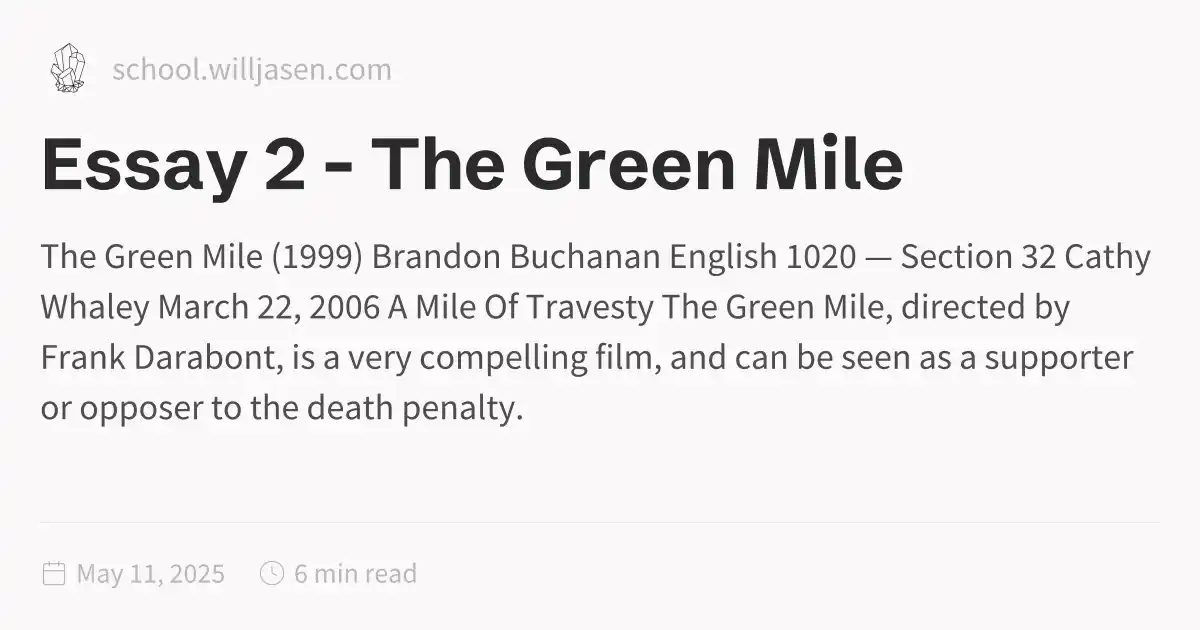 school.willjasen.com
Essay 2 - The Green Mile
The Green Mile (1999) Brandon Buchanan English 1020 — Section 32 Cathy
Whaley March 22, 2006 A Mile Of Travesty The Green Mile, directed by
Frank Darabont, is a very compelling film, and can be seen as a supporter
or opposer to the death penalty.
May 11, 2025 6 min read